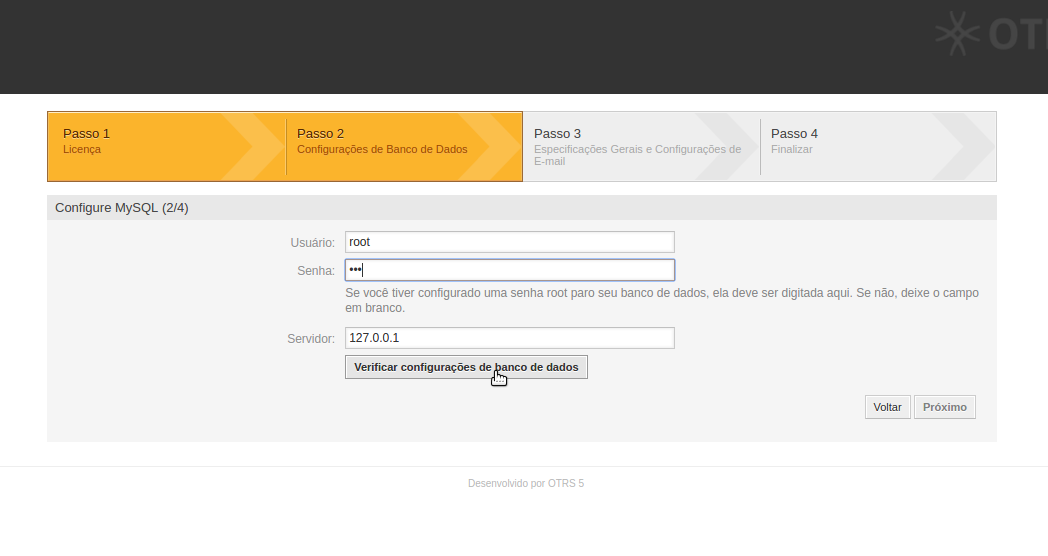 OTR
Passo 1
Licença
Passo 2
Configurações de Banco de Dados
Passo 3
Especificações Gerais e Configurações de
E-mail
Passo 4
Finalizar
Configure MySQL (2/4)
Usuário:
root
Senha:
•••
Se você tiver configurado uma senha root paro seu banco de dados, ela deve ser digitada aqui. Se não, deixe o campo
em branco.
Servidor:
127.0.0.1
Verificar configurações de banco de dados
Voltar
Próximo
Desenvolvido por OTRS 5